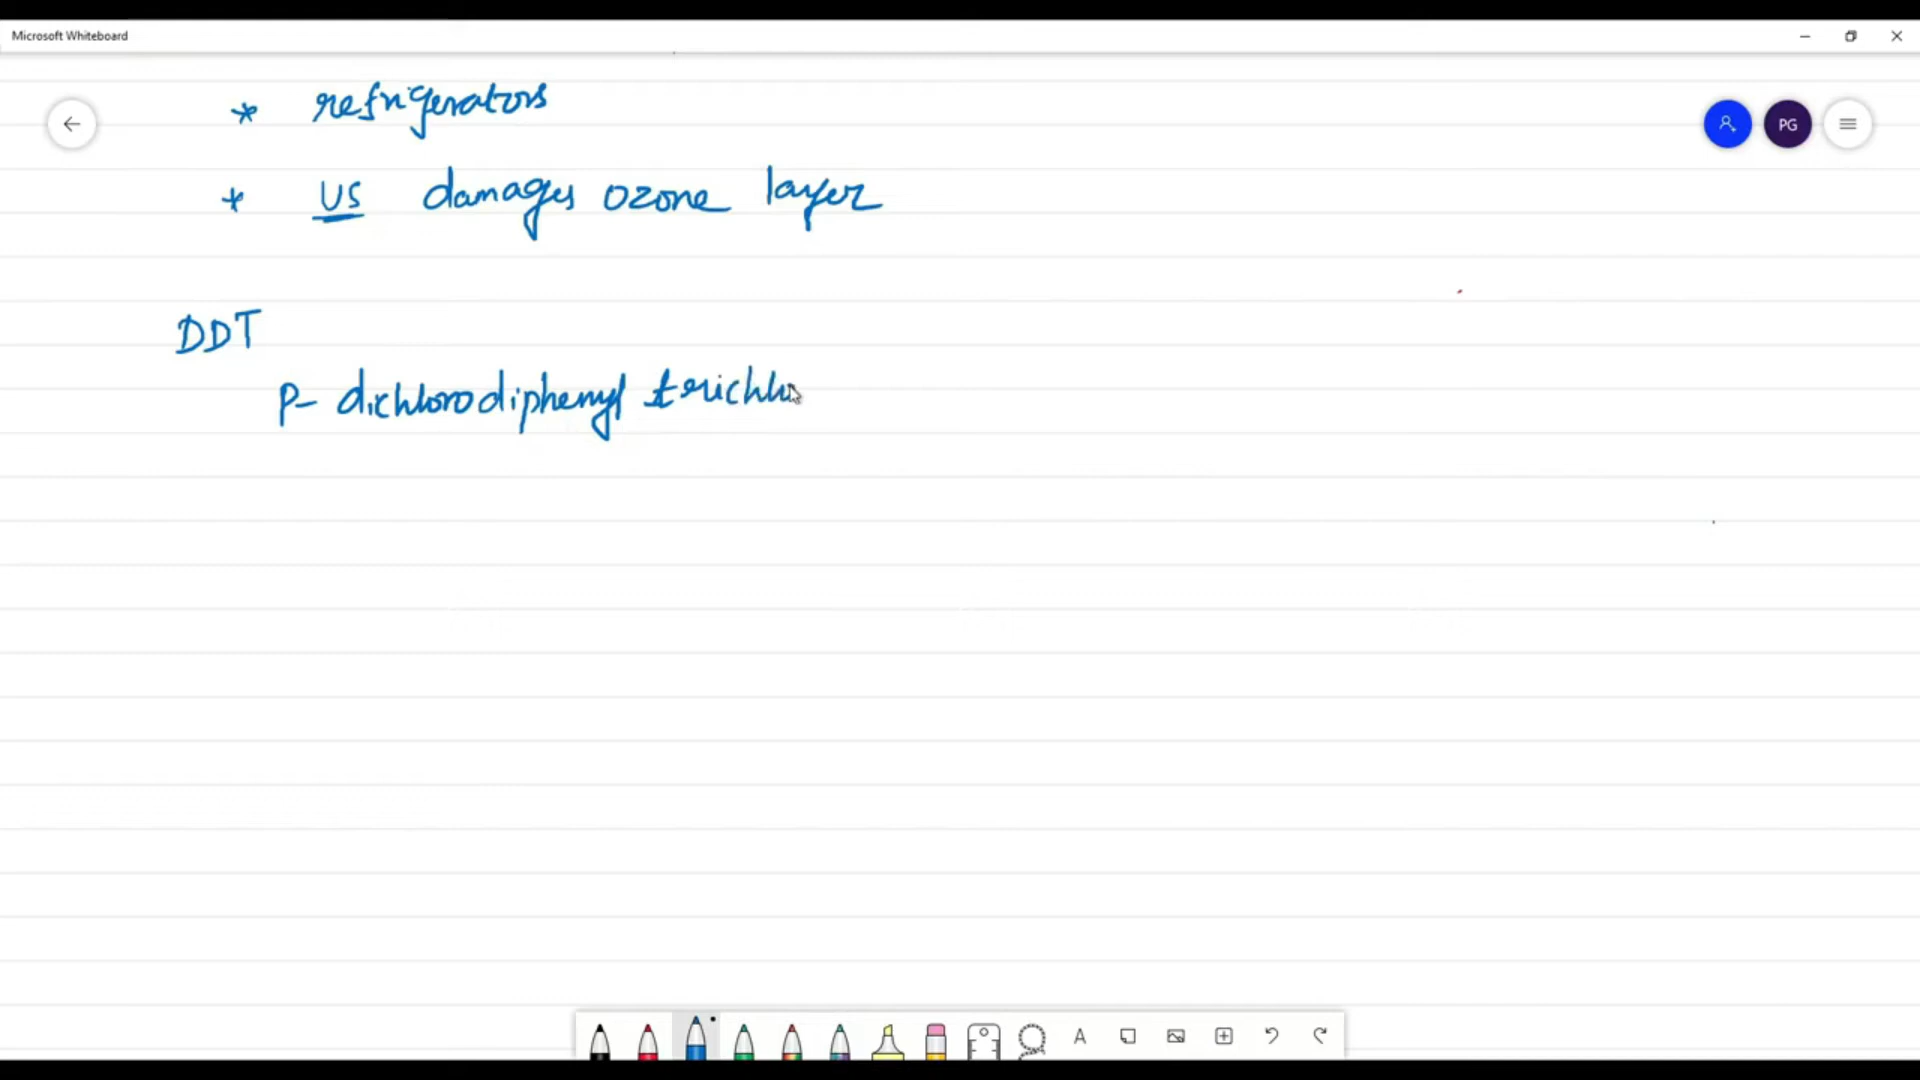 Microsoft Whiteboard
PG
* refrigerators
* US damages ozone layer
DDT
P- dichlorodiphenyl trichlo
A